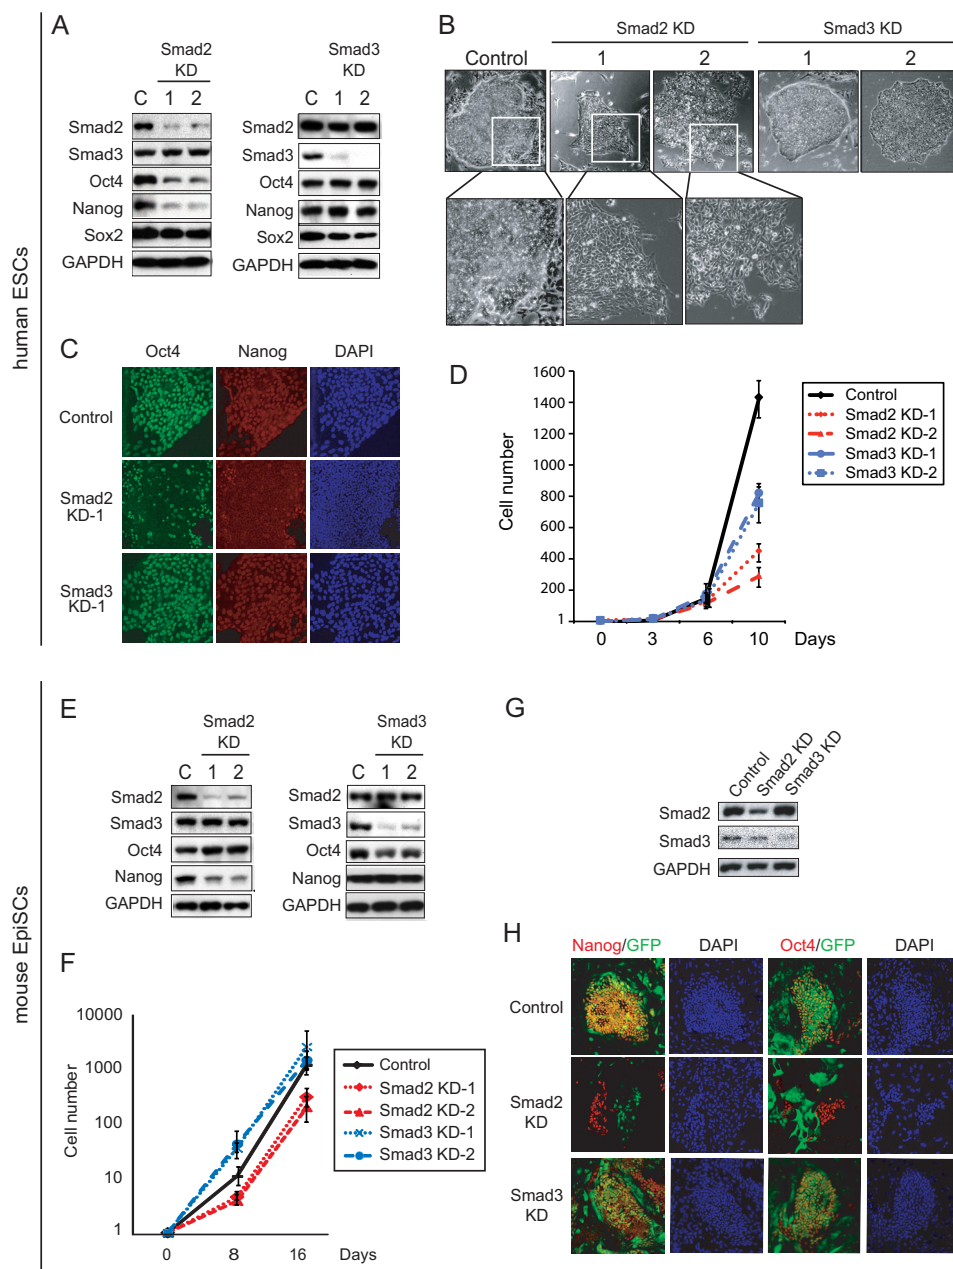 human ESCs
A
Smad2
KD
C 1 2
Smad2
Smad3
Oct4
Nanog
Sox2
GAPDH
Smad3
KD
C 1 2
Smad2
Smad3
Oct4
Nanog
Sox2
GAPDH
B
Smad2 KD
Smad3 KD
Control
1
2
1
2
C
Oct4
Nanog
DAPI
Control
Smad2
KD-1
Smad3
KD-1
D
1600
1400
1200
1000
800
600
400
200
1
Cell number
0
3
6
10
Days
Control
Smad2 KD-1
Smad2 KD-2
Smad3 KD-1
Smad3 KD-2
mouse EpiSCs
E
Smad2
KD
C 1 2
Smad2
Smad3
Oct4
Nanog
GAPDH
Smad3
KD
C 1 2
Smad2
Smad3
Oct4
Nanog
GAPDH
F
10000
1000
100
10
1
Cell number
0
8
16
Days
Control
Smad2 KD-1
Smad2 KD-2
Smad3 KD-1
Smad3 KD-2
G
Control
Smad2 KD
Smad3 KD
Smad2
Smad3
GAPDH
H
Nanog/GFP
DAPI
Oct4/GFP
DAPI
Control
Smad2
KD
Smad3
KD